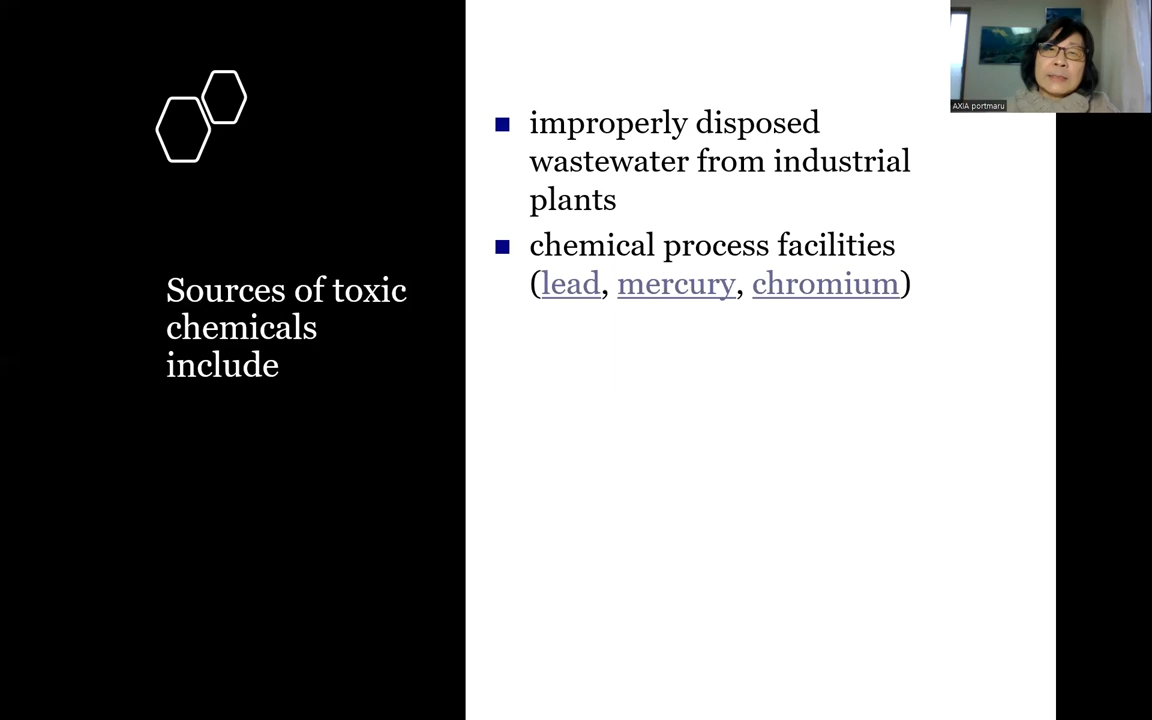 Sources of toxic
chemicals
include
■ improperly disposed
wastewater from industrial
plants
■ chemical process facilities
(lead, mercury, chromium)
AXIA portmaru